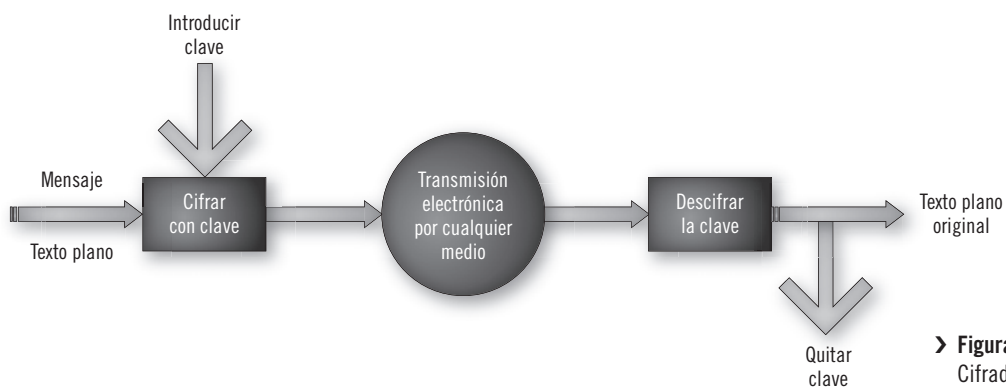 Introducir
clave
Mensaje
Texto plano
Cifrar
con clave
Transmisión
electrónica
por cualquier
medio
Descifrar
la clave
Texto plano
original
Quitar
clave
› Figura
Cifrad